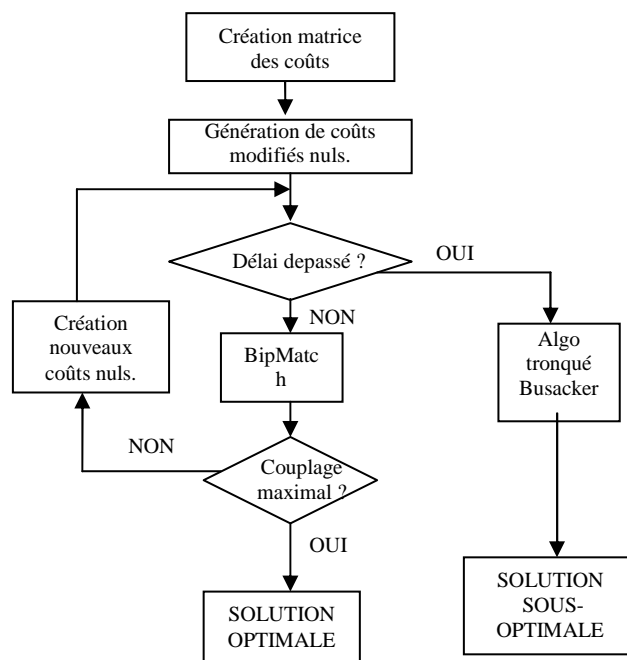 Création matrice
des coûts
Génération de coûts
modifiés nuls.
Délai depassé ?
OUI
NON
Création
nouveaux
coûts nuls.
BipMatc
h
Algo
tronqué
Busacker
NON
Couplage
maximal ?
OUI
SOLUTION
OPTIMALE
SOLUTION
SOUS-
OPTIMALE